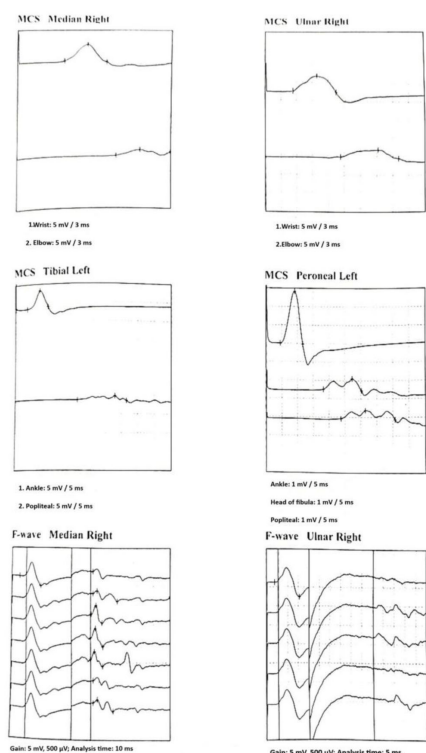 MCS Median Right
MCS Ulnar Right
1.Wrist: 5 mV / 3 ms
2. Elbow: 5 mV / 3 ms
1.Wrist: 5 mV / 3 ms
2.Elbow: 5 mV / 3 ms
MCS Tibial Left
MCS Peroneal Left
1. Ankle: 5 mV / 5 ms
2. Popliteal: 5 mV / 5 ms
Ankle: 1 mV / 5 ms
Head of fibula: 1 mV / 5 ms
Popliteal: 1 mV / 5 ms
F-wave Median Right
F-wave Ulnar Right
Gain: 5 mV, 500 µV; Analysis time: 10 ms
Gain: 5 mV, 500 µV; Analysis time: 5 ms